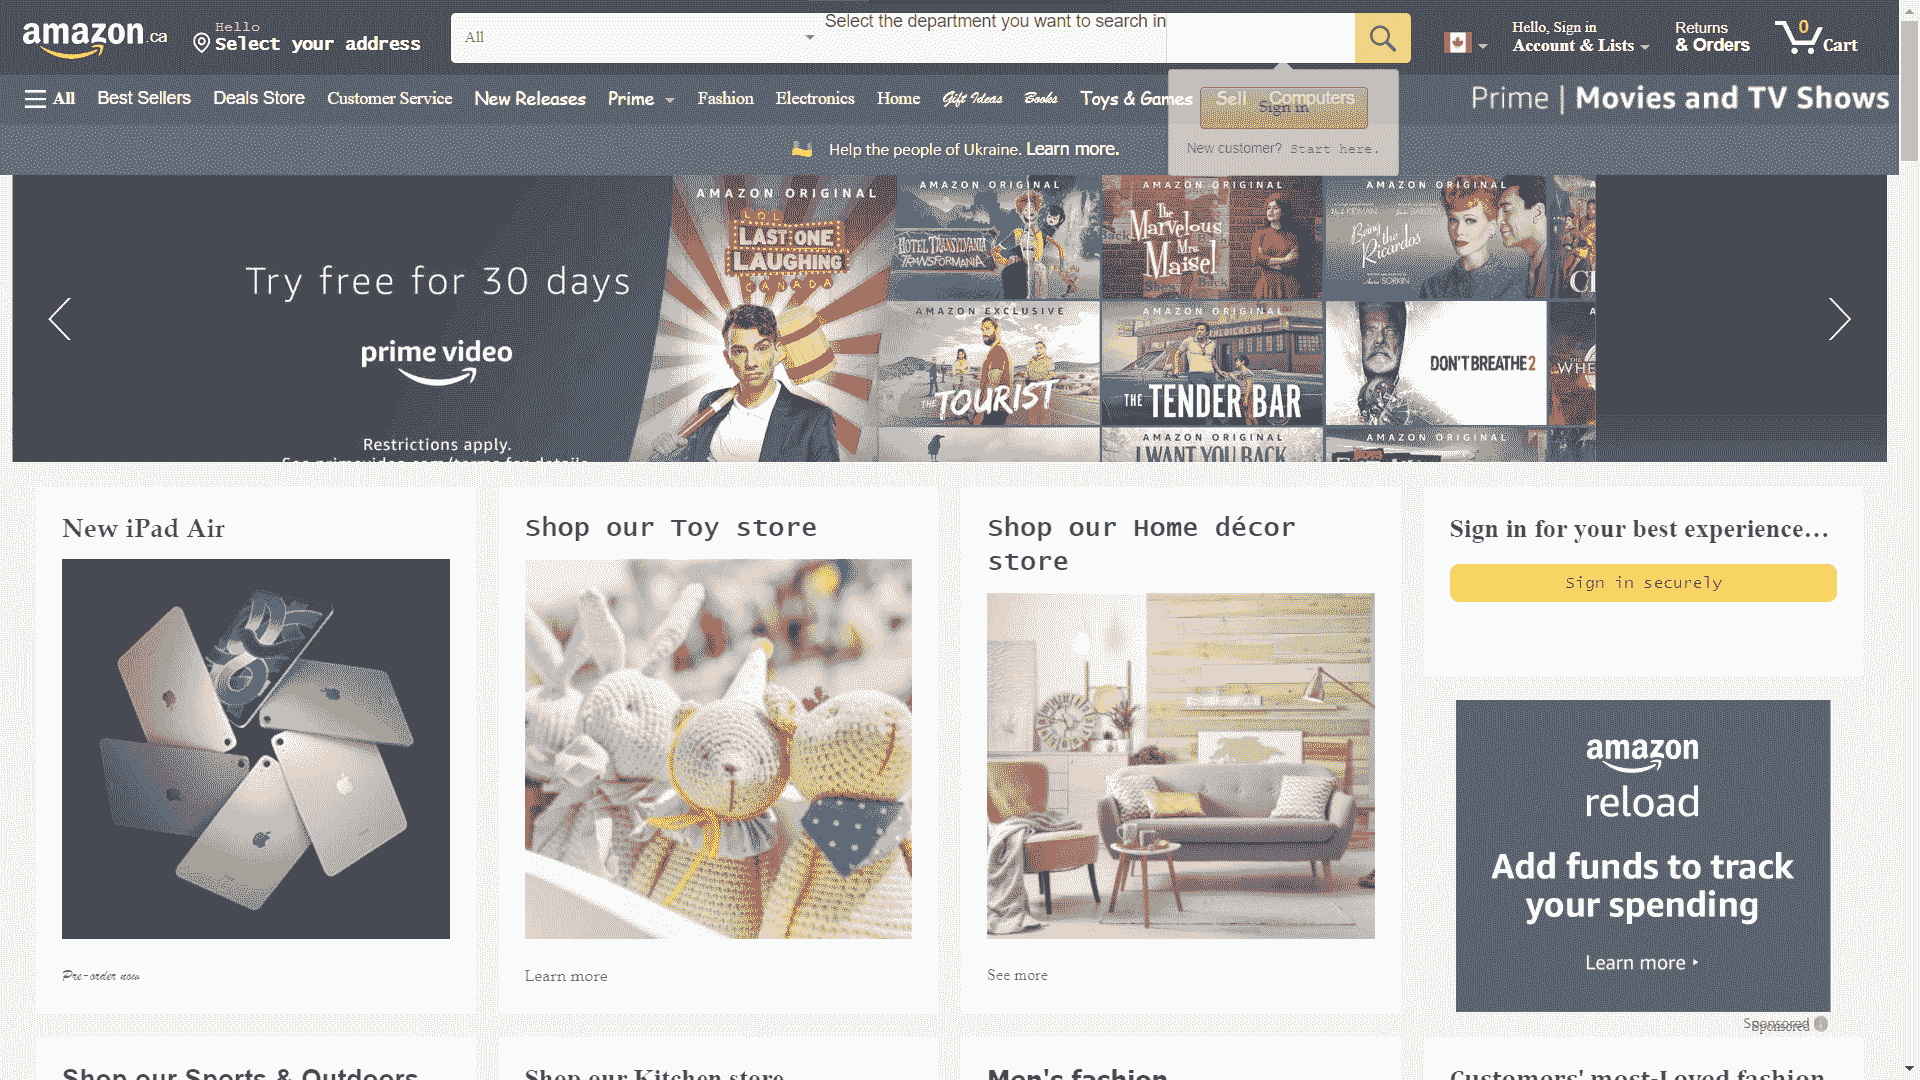 amazon.ca
Hello
Select your address
All
Select the department you want to search in
Hello, Sign in
Account & Lists
Returns
& Orders
0
Cart
All
Best Sellers
Deals Store
Customer Service
New Releases
Prime
Fashion
Electronics
Home
Gift Ideas
Books
Toys & Games
Sell
Computers
Prime | Movies and TV Shows
Sign in
New customer? Start here.
Help the people of Ukraine. Learn more.
Try free for 30 days
prime video
Restrictions apply.
See primevideo.com/terms for details
AMAZON ORIGINAL
LOL
LAST ONE
LAUGHING
CANADA
AMAZON ORIGINAL
HOTEL TRANSYLVANIA
TRANSFORMANIA
AMAZON ORIGINAL
The
Marvelous
Mrs.
Maisel
AMAZON ORIGINAL
Being
the
Ricardos
AMAZON EXCLUSIVE
THE TOURIST
AMAZON ORIGINAL
THE TENDER BAR
DON'T BREATHE 2
AMAZON ORIGINAL
I WANT YOU BACK
AMAZON ORIGINAL
New iPad Air
Pre-order now
Shop our Toy store
Learn more
Shop our Home décor
store
See more
Sign in for your best experience…
Sign in securely
amazon
reload
Add funds to track
your spending
Learn more
Sponsored
Shop our Sports & Outdoors
Shop our Kitchen store
Men's fashion
Customers' most-Loved fashion